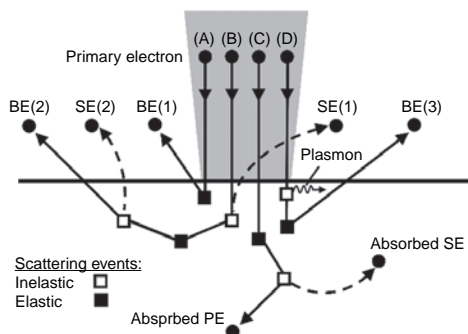 (A) (B) (C) (D)
Primary electron
BE(2) SE(2) BE(1) SE(1) BE(3)
Plasmon
Absorbed SE
Scattering events:
Inelastic
Elastic
Absprbed PE